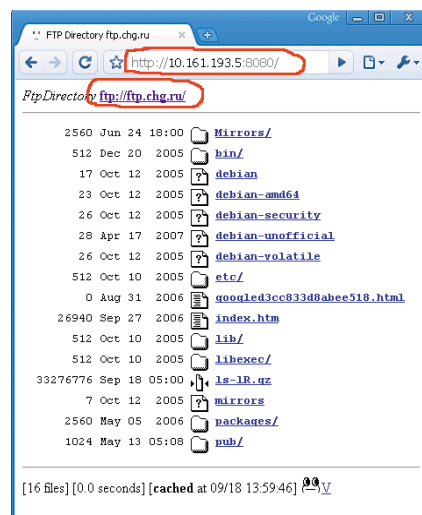 Google
FTP Directory ftp.chg.ru
http://10.161.193.5:8080/
FtpDirectory ftp://ftp.chg.ru/
2560 Jun 24 18:00 Mirrors/
512 Dec 20 2005 bin/
17 Oct 12 2005 debian
23 Oct 12 2005 debian-amd64
26 Oct 12 2005 debian-security
28 Apr 17 2007 debian-unofficial
26 Oct 12 2005 debian-volatile
512 Oct 10 2005 etc/
0 Aug 31 2006 googled3cc833d8abee518.html
26940 Sep 27 2006 index.htm
512 Oct 10 2005 lib/
512 Oct 10 2005 libexec/
33276776 Sep 18 05:00 ls-lR.gz
7 Oct 12 2005 mirrors
2560 May 05 2006 packages/
1024 May 13 05:08 pub/
[16 files] [0.0 seconds] [cached at 09/18 13:59:46] V